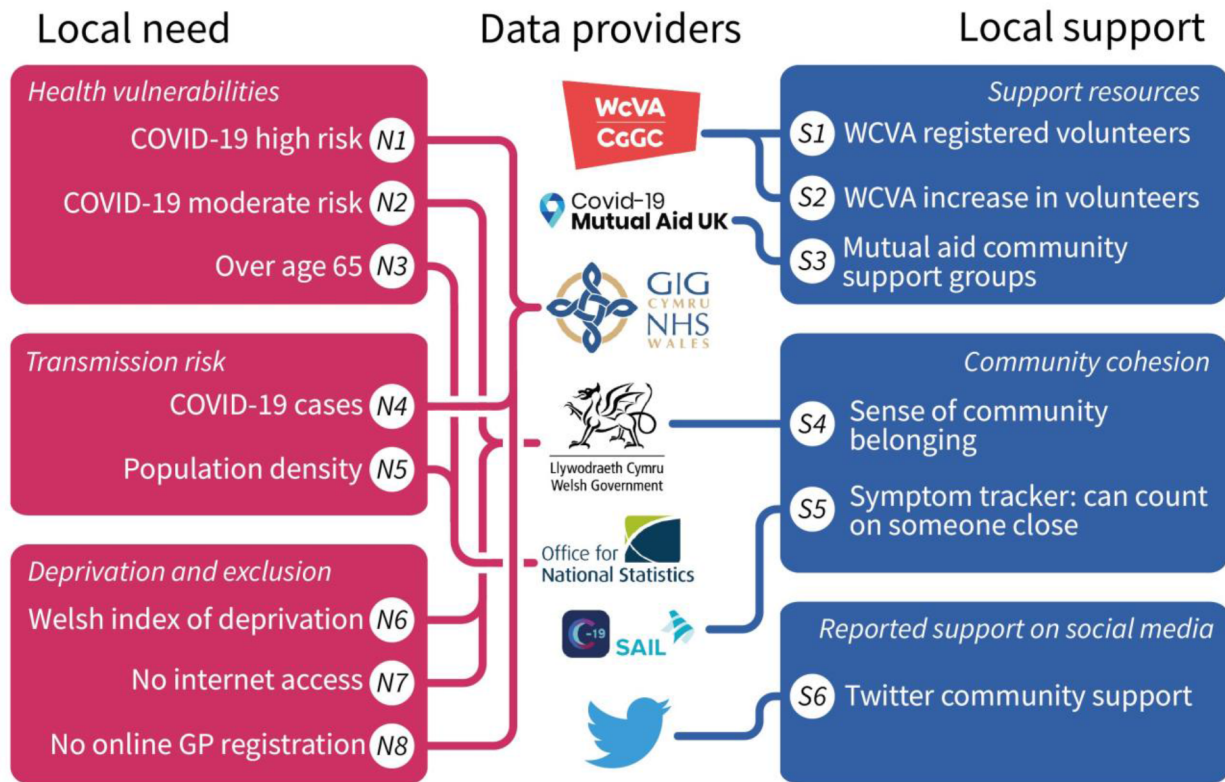 Local need
Data providers
Local support
Health vulnerabilities
COVID-19 high risk N1
COVID-19 moderate risk N2
Over age 65 N3
Transmission risk
COVID-19 cases N4
Population density N5
Deprivation and exclusion
Welsh index of deprivation N6
No internet access N7
No online GP registration N8
WCVA
CGGC
Covid-19
Mutual Aid UK
GIG
CYMRU
NHS
WALES
Llywodraeth Cymru
Welsh Government
Office for
National Statistics
C-19
SAIL
Support resources
S1 WCVA registered volunteers
S2 WCVA increase in volunteers
S3 Mutual aid community
support groups
Community cohesion
S4 Sense of community
belonging
S5 Symptom tracker: can count
on someone close
Reported support on social media
S6 Twitter community support